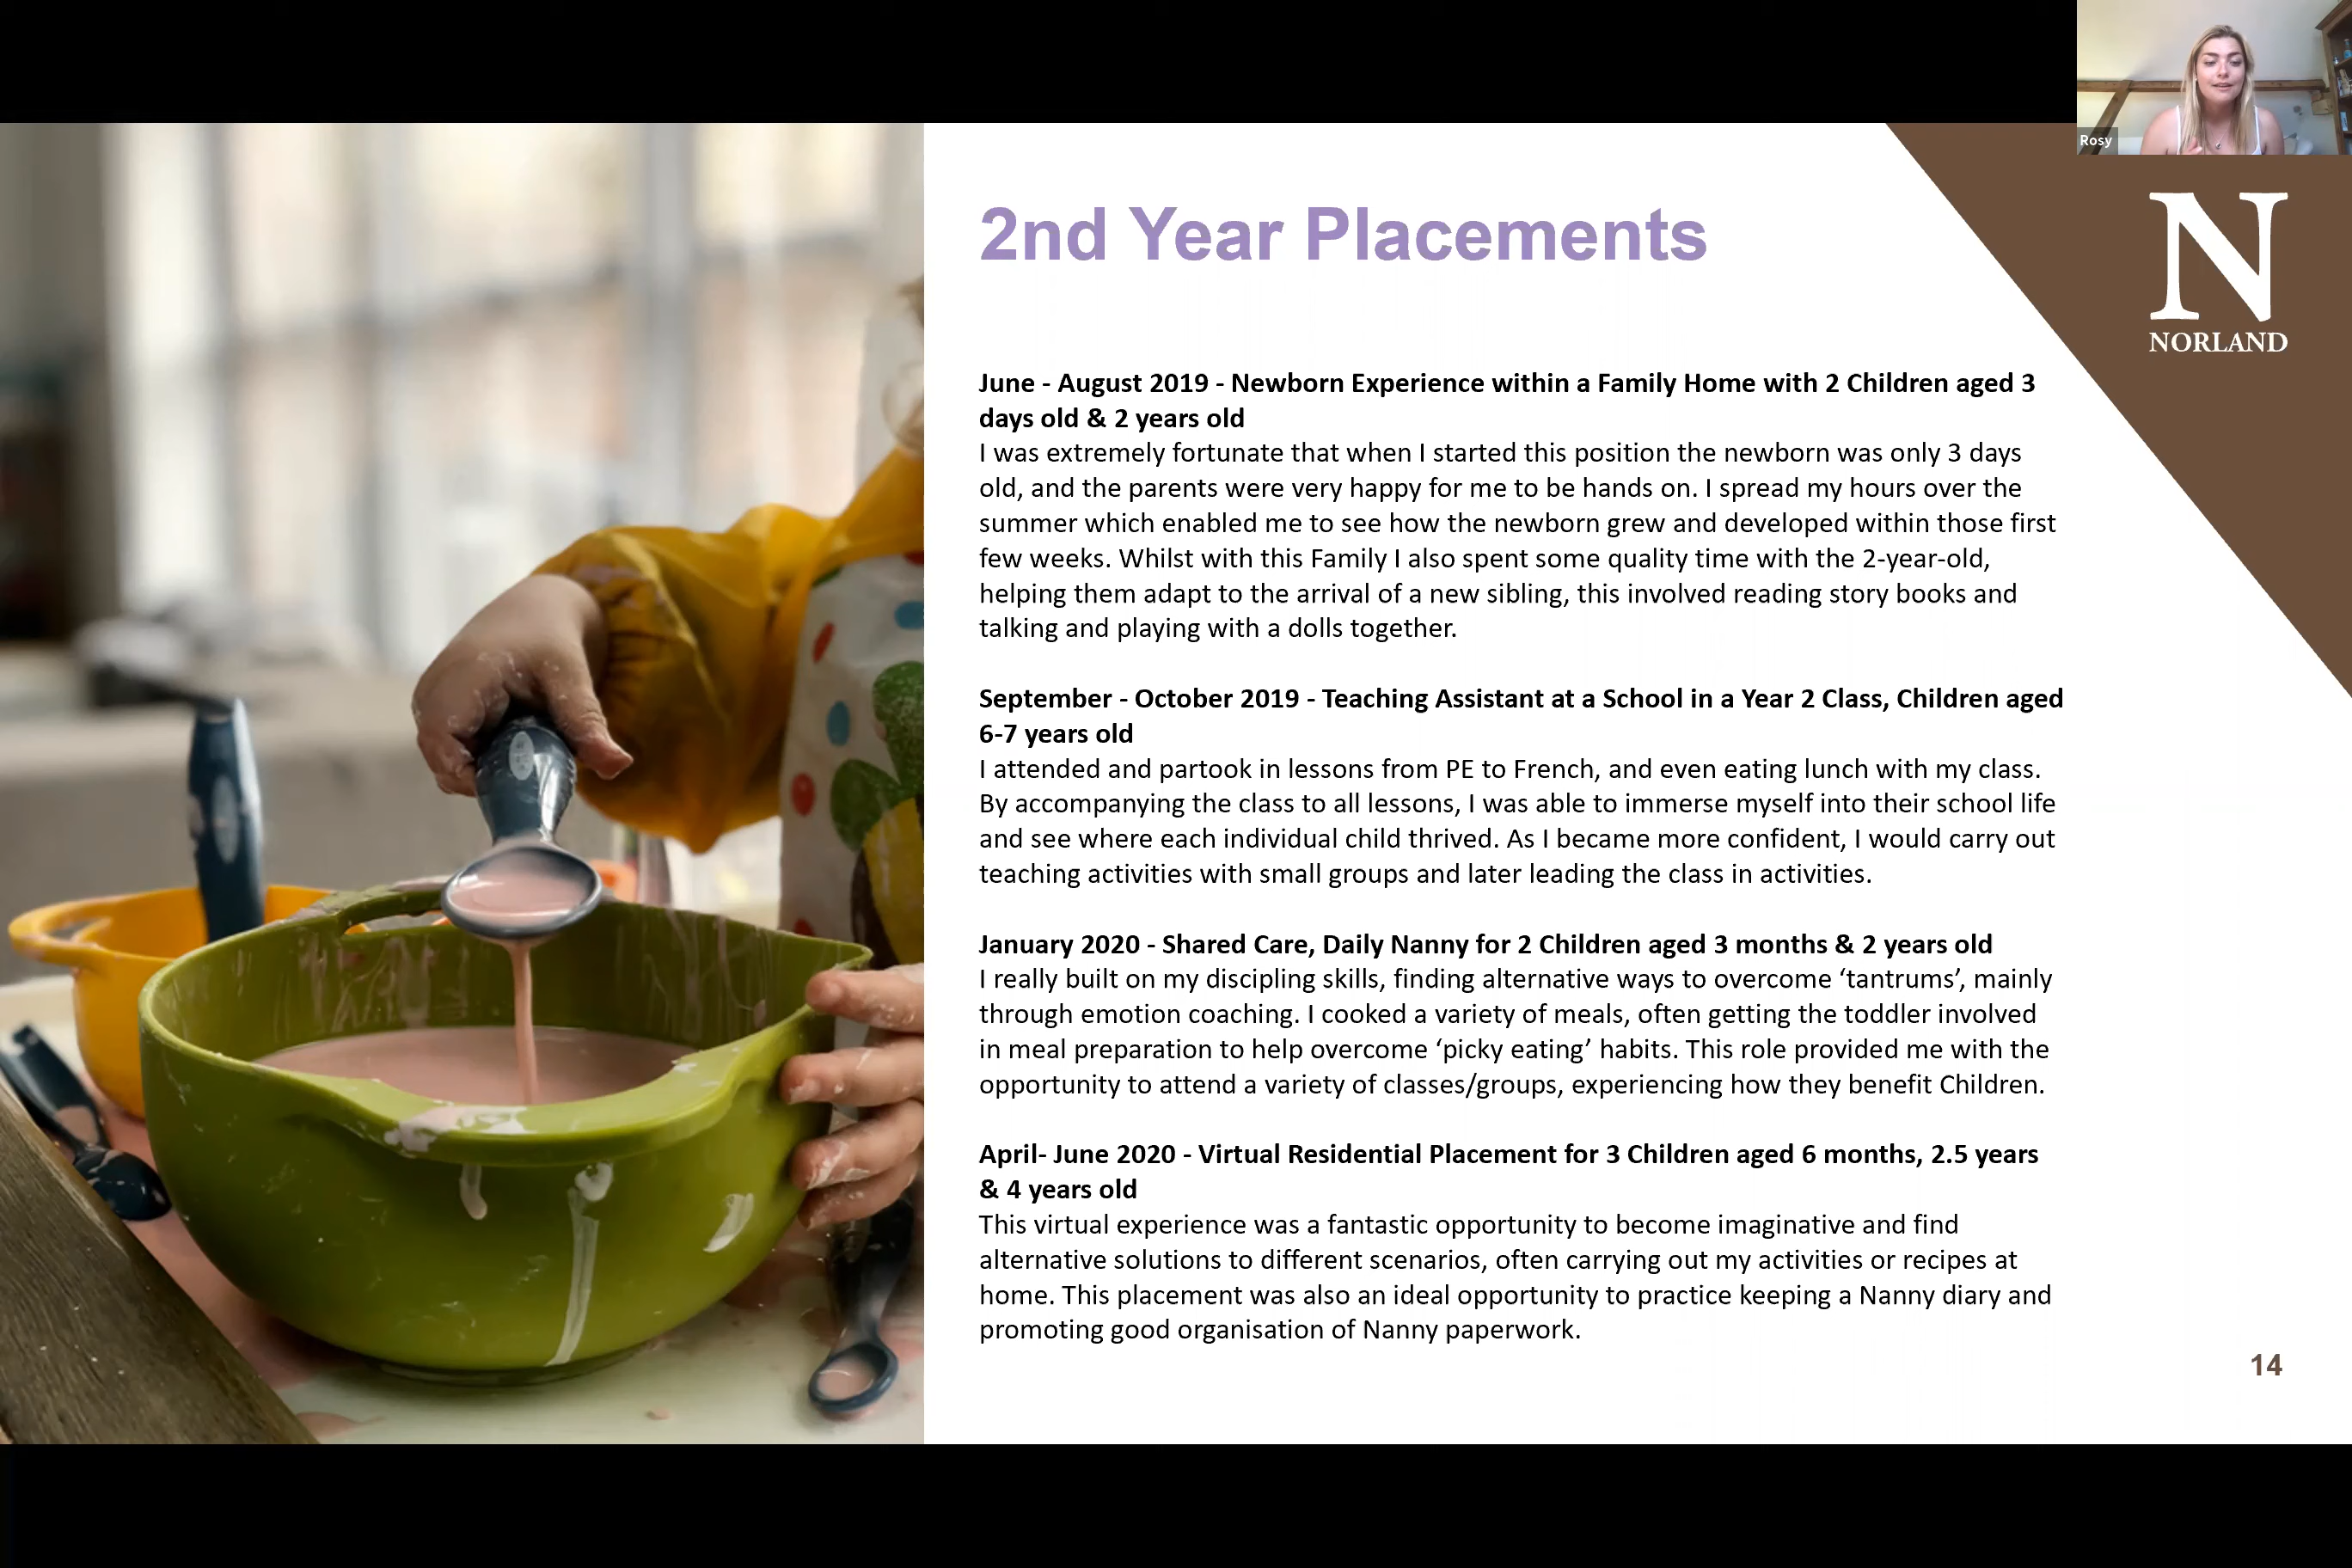 Rosy
N
NORLAND
2nd Year Placements
June - August 2019 - Newborn Experience within a Family Home with 2 Children aged 3
days old & 2 years old
I was extremely fortunate that when I started this position the newborn was only 3 days
old, and the parents were very happy for me to be hands on. I spread my hours over the
summer which enabled me to see how the newborn grew and developed within those first
few weeks. Whilst with this Family I also spent some quality time with the 2-year-old,
helping them adapt to the arrival of a new sibling, this involved reading story books and
talking and playing with a dolls together.
September - October 2019 - Teaching Assistant at a School in a Year 2 Class, Children aged
6-7 years old
I attended and partook in lessons from PE to French, and even eating lunch with my class.
By accompanying the class to all lessons, I was able to immerse myself into their school life
and see where each individual child thrived. As I became more confident, I would carry out
teaching activities with small groups and later leading the class in activities.
January 2020 - Shared Care, Daily Nanny for 2 Children aged 3 months & 2 years old
I really built on my discipling skills, finding alternative ways to overcome ‘tantrums’, mainly
through emotion coaching. I cooked a variety of meals, often getting the toddler involved
in meal preparation to help overcome ‘picky eating’ habits. This role provided me with the
opportunity to attend a variety of classes/groups, experiencing how they benefit Children.
April- June 2020 - Virtual Residential Placement for 3 Children aged 6 months, 2.5 years
& 4 years old
This virtual experience was a fantastic opportunity to become imaginative and find
alternative solutions to different scenarios, often carrying out my activities or recipes at
home. This placement was also an ideal opportunity to practice keeping a Nanny diary and
promoting good organisation of Nanny paperwork.
14